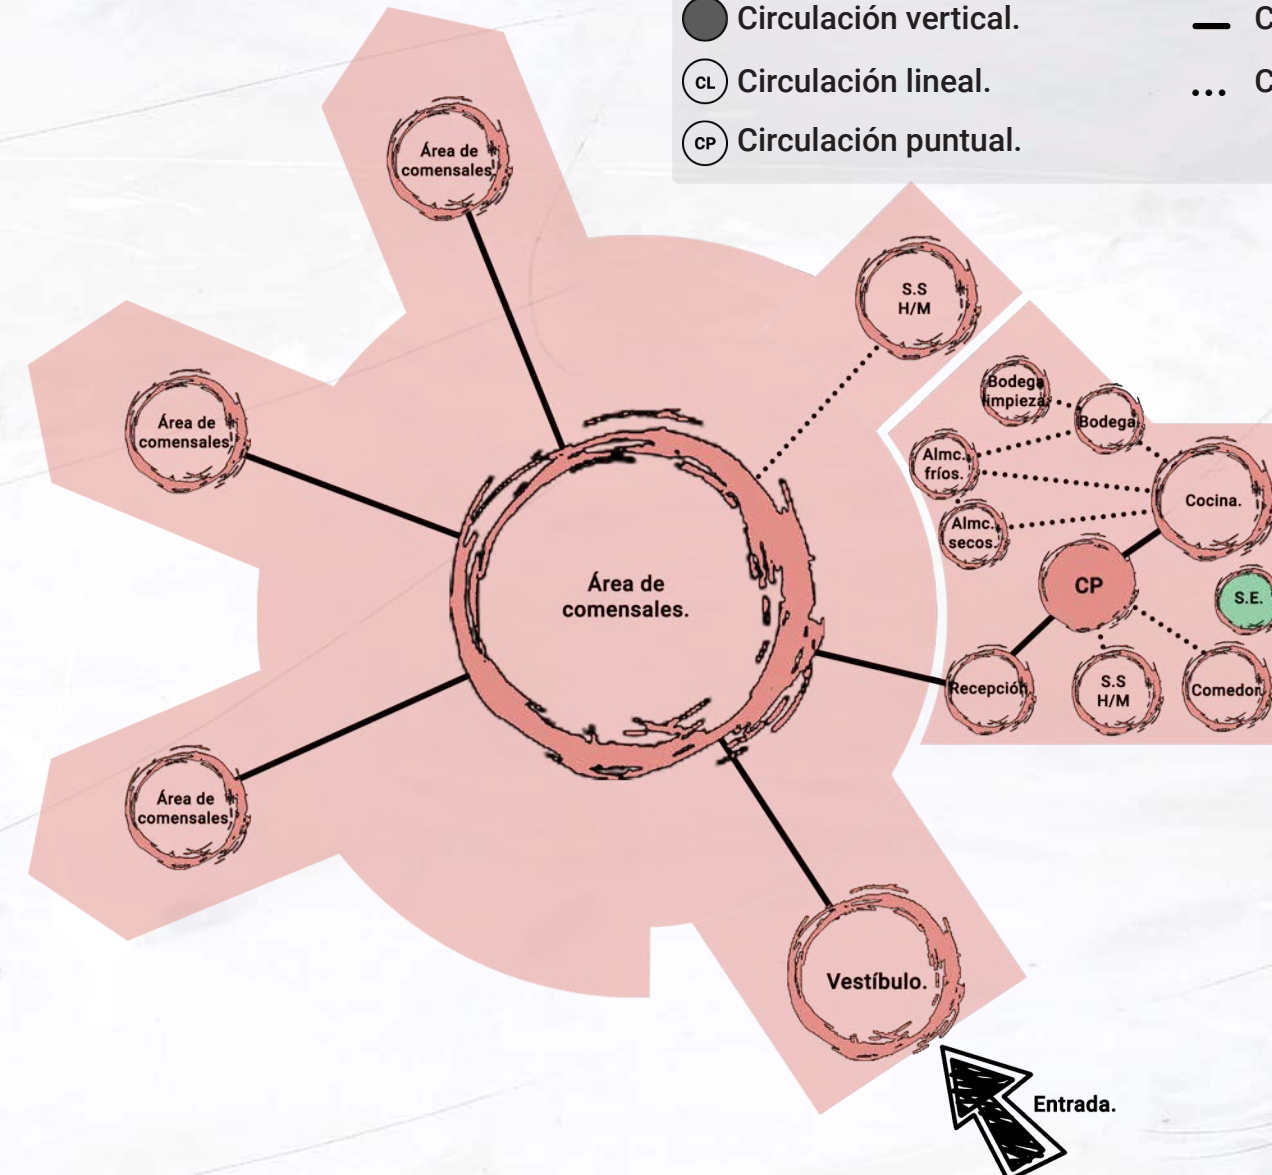 Circulación vertical.
C
CL Circulación lineal.
C
CP Circulación puntual.
Área de
comensales.
S.S
H/M
Bodega
limpieza.
Bodega.
Almc.
fríos.
Cocina.
Almc.
secos.
Área de
comensales.
CP
S.E.
Área de
comensales.
Recepción.
S.S
H/M
Comedor.
Área de
comensales.
Vestíbulo.
Entrada.